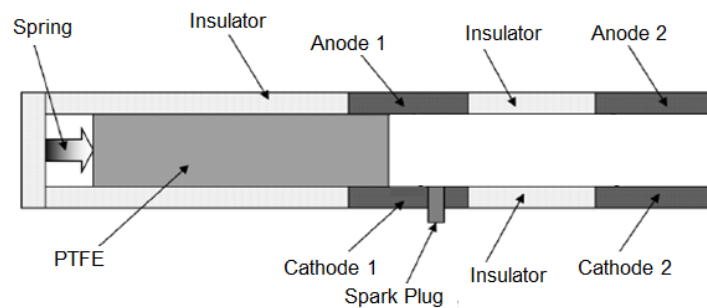 Spring
Insulator
Anode 1
Insulator
Anode 2
PTFE
Cathode 1
Spark Plug
Insulator
Cathode 2